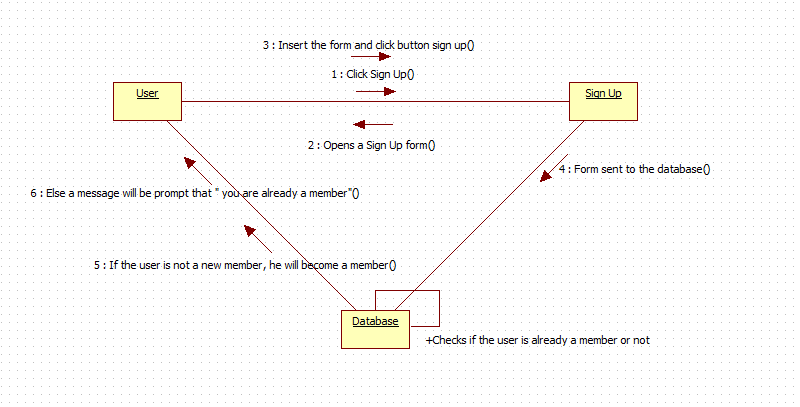 3 : Insert the form and click button sign up()
1 : Click Sign Up()
User
Sign Up
2 : Opens a Sign Up form()
4 : Form sent to the database()
6 : Else a message will be prompt that " you are already a member"()
5 : If the user is not a new member, he will become a member()
Database
+Checks if the user is already a member or not